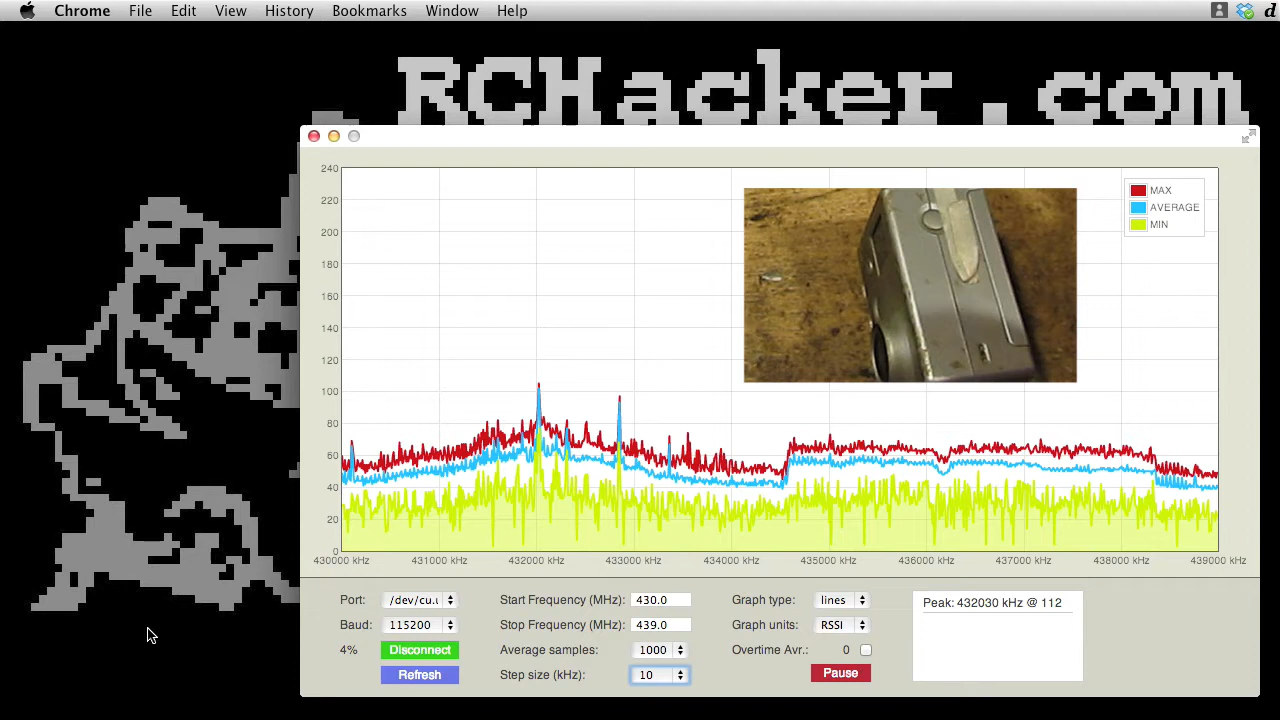 Chrome File Edit View History Bookmarks Window Help
RCHacker.com
240
220
200
180
160
140
120
100
80
60
40
20
0
MAX
AVERAGE
MIN
430000 kHz 431000 kHz 432000 kHz 433000 kHz 434000 kHz 435000 kHz 436000 kHz 437000 kHz 438000 kHz 439000 kHz
Port: /dev/cu.u Start Frequency (MHz): 430.0 Graph type: lines Peak: 432030 kHz @ 112
Baud: 115200 Stop Frequency (MHz): 439.0 Graph units: RSSI
4% Disconnect Average samples: 1000 Overtime Avr.: 0
Refresh Step size (kHz): 10 Pause